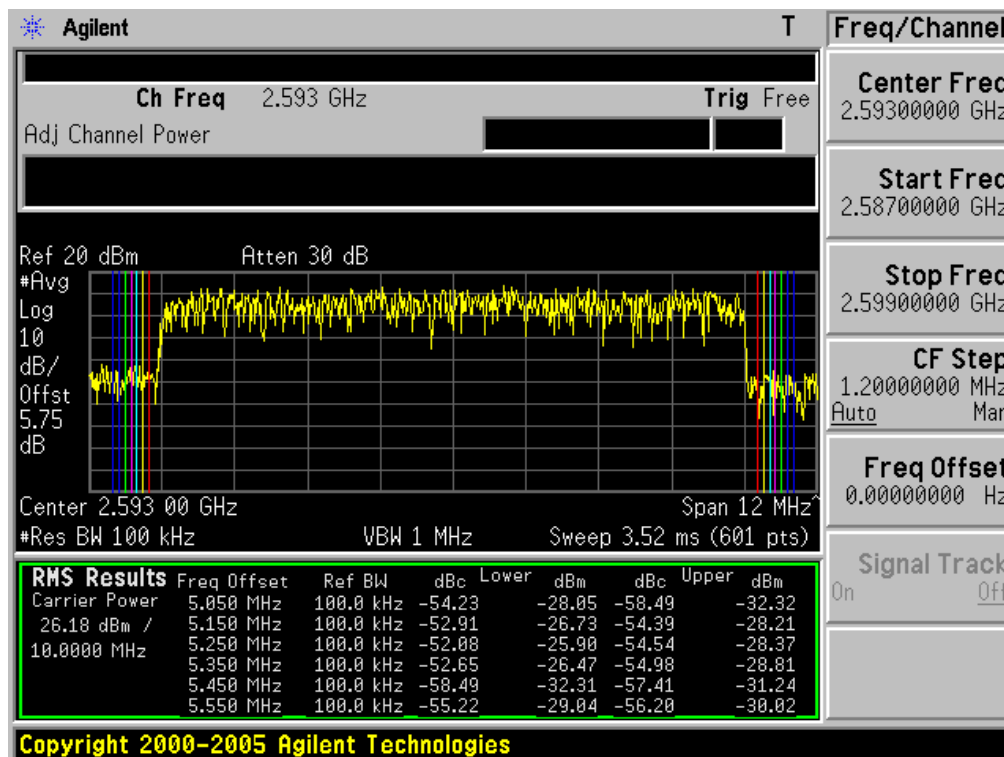 Agilent T
Freq/Channel
Ch Freq 2.593 GHz Trig Free
Adj Channel Power
Center Freq
2.59300000 GHz
Start Freq
2.58700000 GHz
Stop Freq
2.59900000 GHz
CF Step
1.20000000 MHz
Auto Man
Freq Offset
0.00000000 Hz
Signal Track
On Off
Ref 20 dBm Atten 30 dB
#Avg
Log
10
dB/
Offst
5.75
dB
Center 2.593 00 GHz Span 12 MHz^
#Res BW 100 kHz VBW 1 MHz Sweep 3.52 ms (601 pts)
RMS Results Freq Offset Ref BW dBc Lower dBm dBc Upper dBm
Carrier Power 5.050 MHz 100.0 kHz -54.23 -28.05 -58.49 -32.32
26.18 dBm / 5.150 MHz 100.0 kHz -52.91 -26.73 -54.39 -28.21
10.0000 MHz 5.250 MHz 100.0 kHz -52.08 -25.90 -54.54 -28.37
5.350 MHz 100.0 kHz -52.65 -26.47 -54.98 -28.81
5.450 MHz 100.0 kHz -58.49 -32.31 -57.41 -31.24
5.550 MHz 100.0 kHz -55.22 -29.04 -56.20 -30.02
Copyright 2000-2005 Agilent Technologies